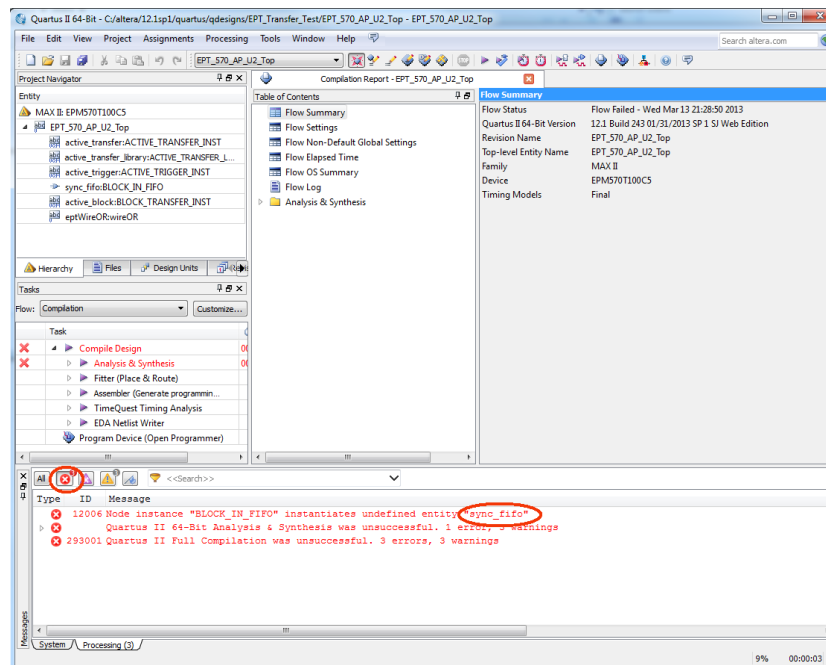 Quartus II 64-Bit - C:/altera/12.1sp1/quartus/qdesigns/EPT_Transfer_Test/EPT_570_AP_U2_Top - EPT_570_AP_U2_Top
File Edit View Project Assignments Processing Tools Window Help
Search altera.com
EPT_570_AP_U2_Top
Project Navigator
Entity
MAX II: EPM570T100C5
EPT_570_AP_U2_Top
active_transfer:ACTIVE_TRANSFER_INST
active_transfer_library:ACTIVE_TRANSFER_L...
active_trigger:ACTIVE_TRIGGER_INST
sync_fifo:BLOCK_IN_FIFO
active_block:BLOCK_TRANSFER_INST
eptWireOR:wireOR
Hierarchy Files Design Units
Tasks
Flow: Compilation Customize...
Task
Compile Design 00
Analysis & Synthesis 00
Fitter (Place & Route)
Assembler (Generate programmin...
TimeQuest Timing Analysis
EDA Netlist Writer
Program Device (Open Programmer)
Compilation Report - EPT_570_AP_U2_Top
Table of Contents
Flow Summary
Flow Settings
Flow Non-Default Global Settings
Flow Elapsed Time
Flow OS Summary
Flow Log
Analysis & Synthesis
Flow Summary
Flow Status Flow Failed - Wed Mar 13 21:28:50 2013
Quartus II 64-Bit Version 12.1 Build 243 01/31/2013 SP 1 SJ Web Edition
Revision Name EPT_570_AP_U2_Top
Top-level Entity Name EPT_570_AP_U2_Top
Family MAX II
Device EPM570T100C5
Timing Models Final
All <<Search>>
Type ID Message
12006 Node instance "BLOCK_IN_FIFO" instantiates undefined entity "sync_fifo"
Quartus II 64-Bit Analysis & Synthesis was unsuccessful. 1 error, 3 warnings
293001 Quartus II Full Compilation was unsuccessful. 3 errors, 3 warnings
Messages
System Processing (3)
9% 00:00:03